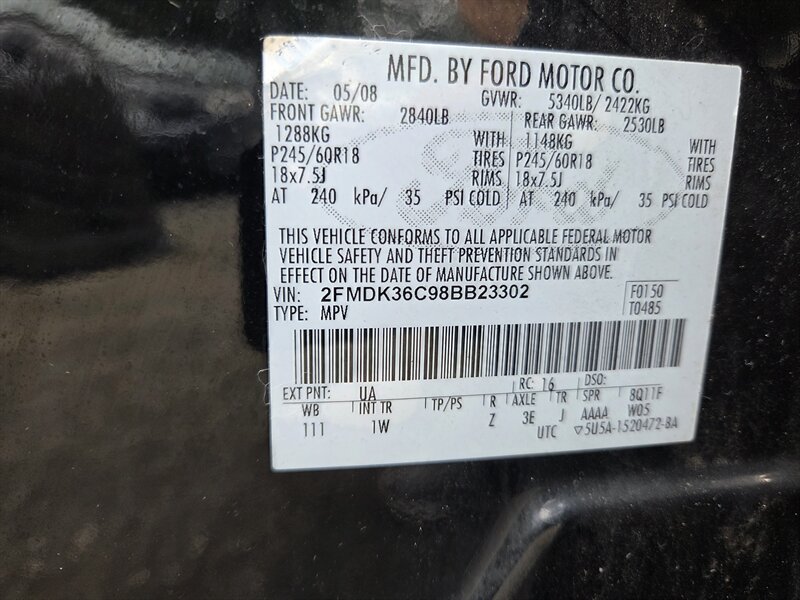 MFD. BY FORD MOTOR CO.
DATE: 05/08 GVWR: 5340LB/ 2422KG
FRONT GAWR: 2840LB REAR GAWR: 2530LB
1288KG WITH 1148KG WITH
P245/60R18 TIRES P245/60R18 TIRES
18x7.5J RIMS 18x7.5J RIMS
AT 240 kPa/ 35 PSI COLD AT 240 kPa/ 35 PSI COLD
THIS VEHICLE CONFORMS TO ALL APPLICABLE FEDERAL MOTOR
VEHICLE SAFETY AND THEFT PREVENTION STANDARDS IN
EFFECT ON THE DATE OF MANUFACTURE SHOWN ABOVE.
VIN: 2FMDK36C98BB23302 F0150
TYPE: MPV T0485
EXT PNT: UA RC: 16 DSO:
WB INT TR TP/PS R AXLE TR SPR 8Q11F
111 1W Z 3E J AAAA W05
UTC ▽5U5A-1520472-BA